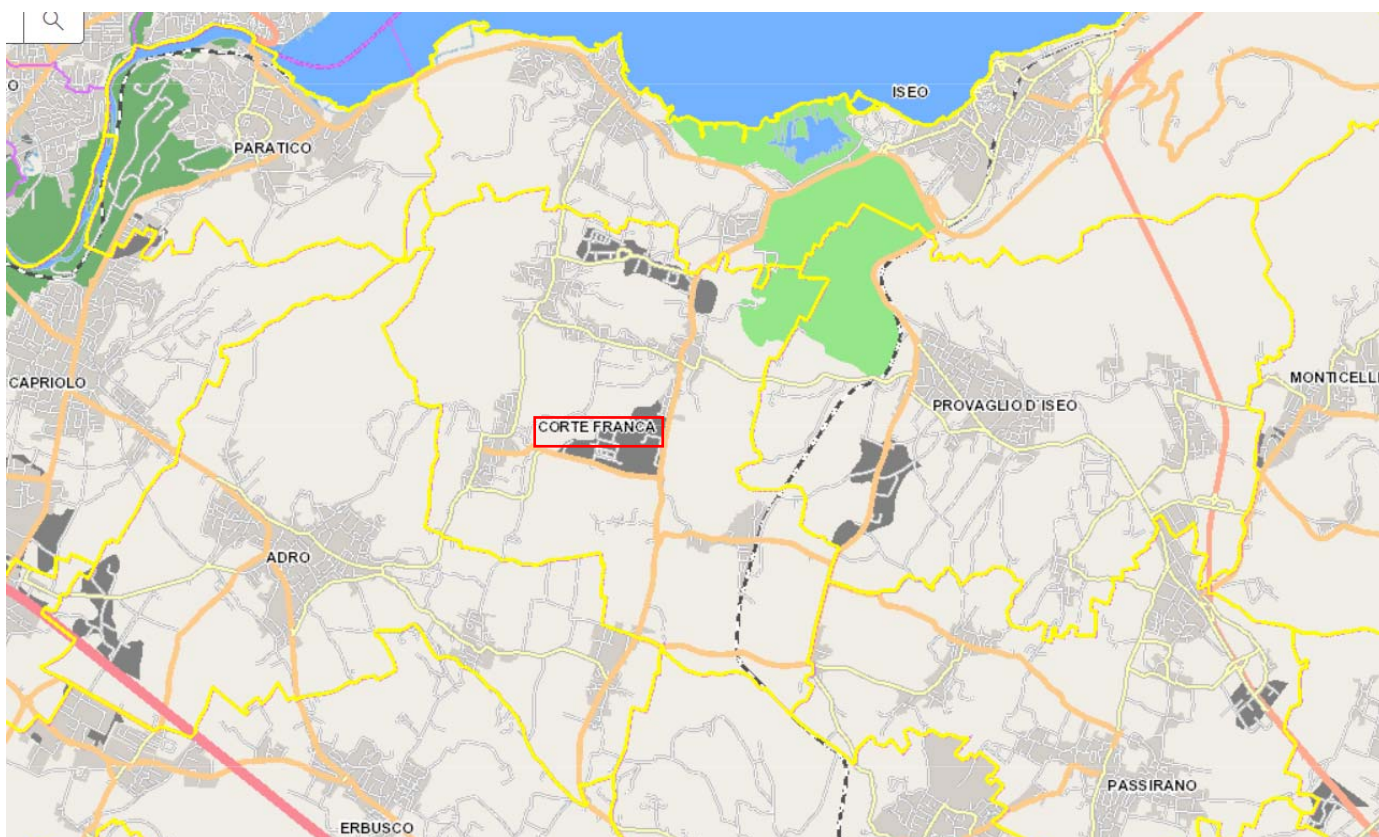 ISEO
O
PARATICO
CAPRIOLO
MONTICELLI
PROVAGLIO D'ISEO
CORTE FRANCA
ADRO
PASSIRANO
ERBUSCO